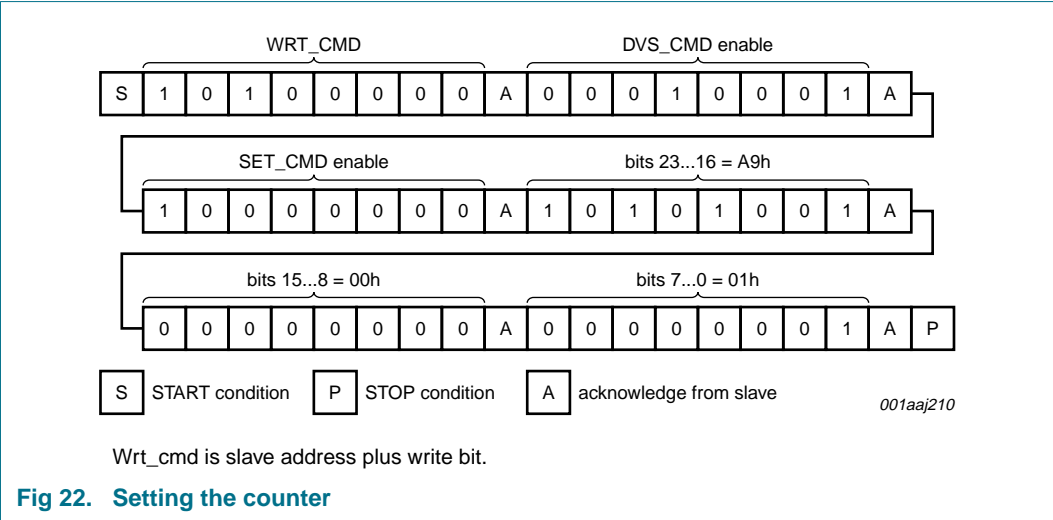 WRT_CMD DVS_CMD enable
S 1 0 1 0 0 0 0 0 A 0 0 0 1 0 0 0 1 A
SET_CMD enable bits 23...16 = A9h
1 0 0 0 0 0 0 0 A 1 0 1 0 1 0 0 1 A
bits 15...8 = 00h bits 7...0 = 01h
0 0 0 0 0 0 0 0 A 0 0 0 0 0 0 0 1 A P
S START condition P STOP condition A acknowledge from slave
001aaj210
Wrt_cmd is slave address plus write bit.
Fig 22. Setting the counter